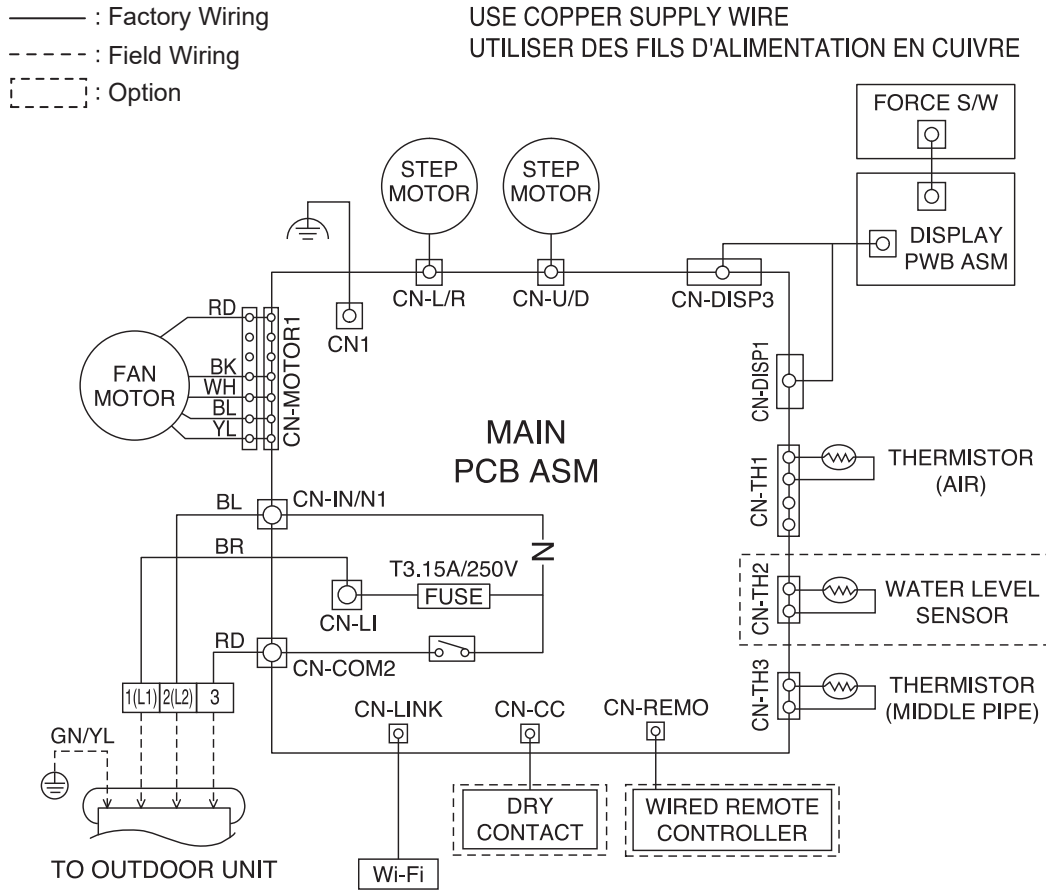 : Factory Wiring
: Field Wiring
: Option
USE COPPER SUPPLY WIRE
UTILISER DES FILS D'ALIMENTATION EN CUIVRE
FORCE S/W
DISPLAY
PWB ASM
STEP
MOTOR
STEP
MOTOR
CN-L/R
CN-U/D
CN-DISP3
CN1
RD
BK
WH
BL
YL
FAN
MOTOR
CN-MOTOR1
CN-DISP1
MAIN
PCB ASM
CN-TH1
THERMISTOR
(AIR)
BL
CN-IN/N1
BR
N
T3.15A/250V
FUSE
CN-LI
CN-TH2
WATER LEVEL
SENSOR
RD
CN-COM2
CN-TH3
THERMISTOR
(MIDDLE PIPE)
1(L1) 2(L2) 3
GN/YL
CN-LINK
CN-CC
CN-REMO
DRY
CONTACT
WIRED REMOTE
CONTROLLER
Wi-Fi
TO OUTDOOR UNIT